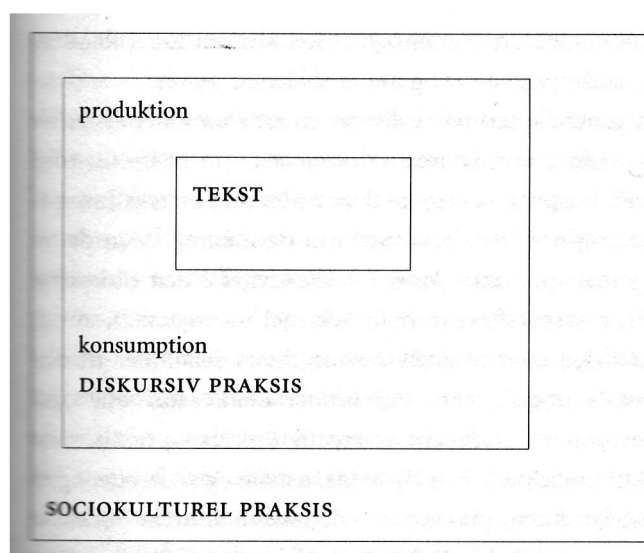 produktion
TEKST
konsumption
DISKURSIV PRAKSIS
SOCIOKULTUREL PRAKSIS